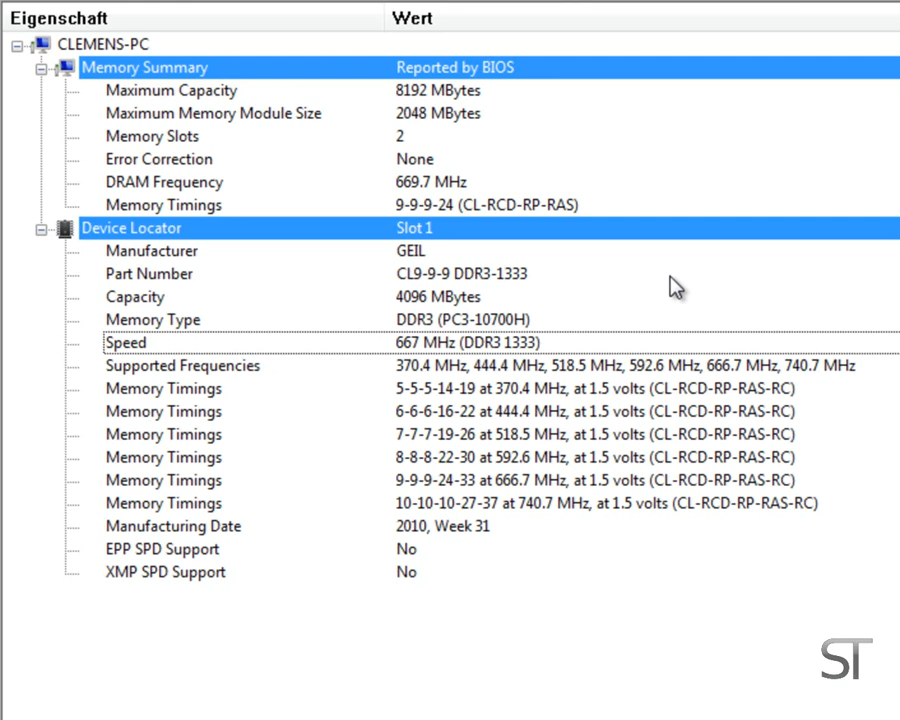 Eigenschaft Wert
CLEMENS-PC
Memory Summary Reported by BIOS
Maximum Capacity 8192 MBytes
Maximum Memory Module Size 2048 MBytes
Memory Slots 2
Error Correction None
DRAM Frequency 669.7 MHz
Memory Timings 9-9-9-24 (CL-RCD-RP-RAS)
Device Locator Slot 1
Manufacturer GEIL
Part Number CL9-9-9 DDR3-1333
Capacity 4096 MBytes
Memory Type DDR3 (PC3-10700H)
Speed 667 MHz (DDR3 1333)
Supported Frequencies 370.4 MHz, 444.4 MHz, 518.5 MHz, 592.6 MHz, 666.7 MHz, 740.7 MHz
Memory Timings 5-5-5-14-19 at 370.4 MHz, at 1.5 volts (CL-RCD-RP-RAS-RC)
Memory Timings 6-6-6-16-22 at 444.4 MHz, at 1.5 volts (CL-RCD-RP-RAS-RC)
Memory Timings 7-7-7-19-26 at 518.5 MHz, at 1.5 volts (CL-RCD-RP-RAS-RC)
Memory Timings 8-8-8-22-30 at 592.6 MHz, at 1.5 volts (CL-RCD-RP-RAS-RC)
Memory Timings 9-9-9-24-33 at 666.7 MHz, at 1.5 volts (CL-RCD-RP-RAS-RC)
Memory Timings 10-10-10-27-37 at 740.7 MHz, at 1.5 volts (CL-RCD-RP-RAS-RC)
Manufacturing Date 2010, Week 31
EPP SPD Support No
XMP SPD Support No
ST